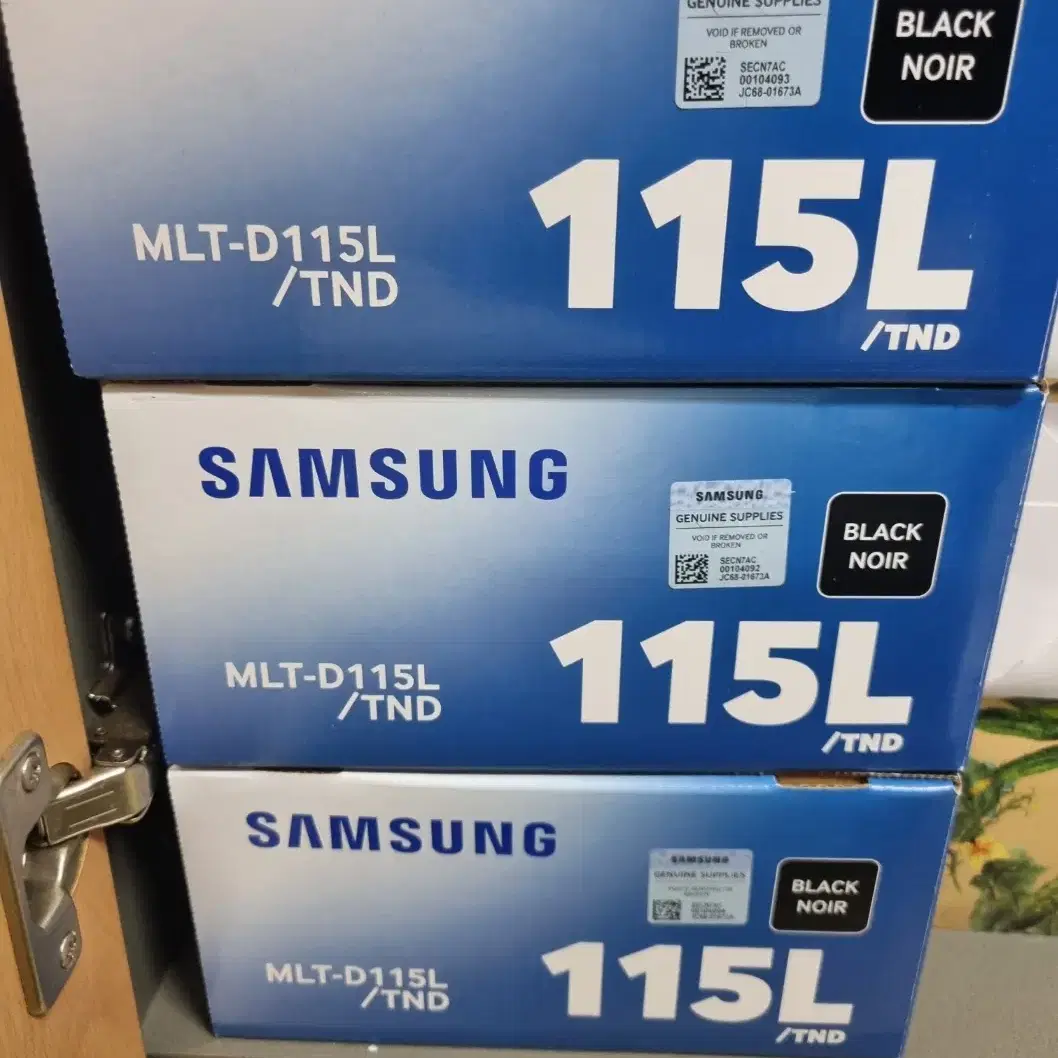 GENUINE SUPPLIES
VOID IF REMOVED OR
BROKEN
SECN7AC
00104093
JC68-01673A
BLACK
NOIR
MLT-D115L
/TND
115L
/TND
SAMSUNG
SAMSUNG
GENUINE SUPPLIES
VOID IF REMOVED OR
BROKEN
SECN7AC
00104092
JC68-01673A
BLACK
NOIR
MLT-D115L
/TND
115L
/TND
SAMSUNG
SAMSUNG
GENUINE SUPPLIES
BLACK
NOIR
MLT-D115L
/TND
115L
/TND